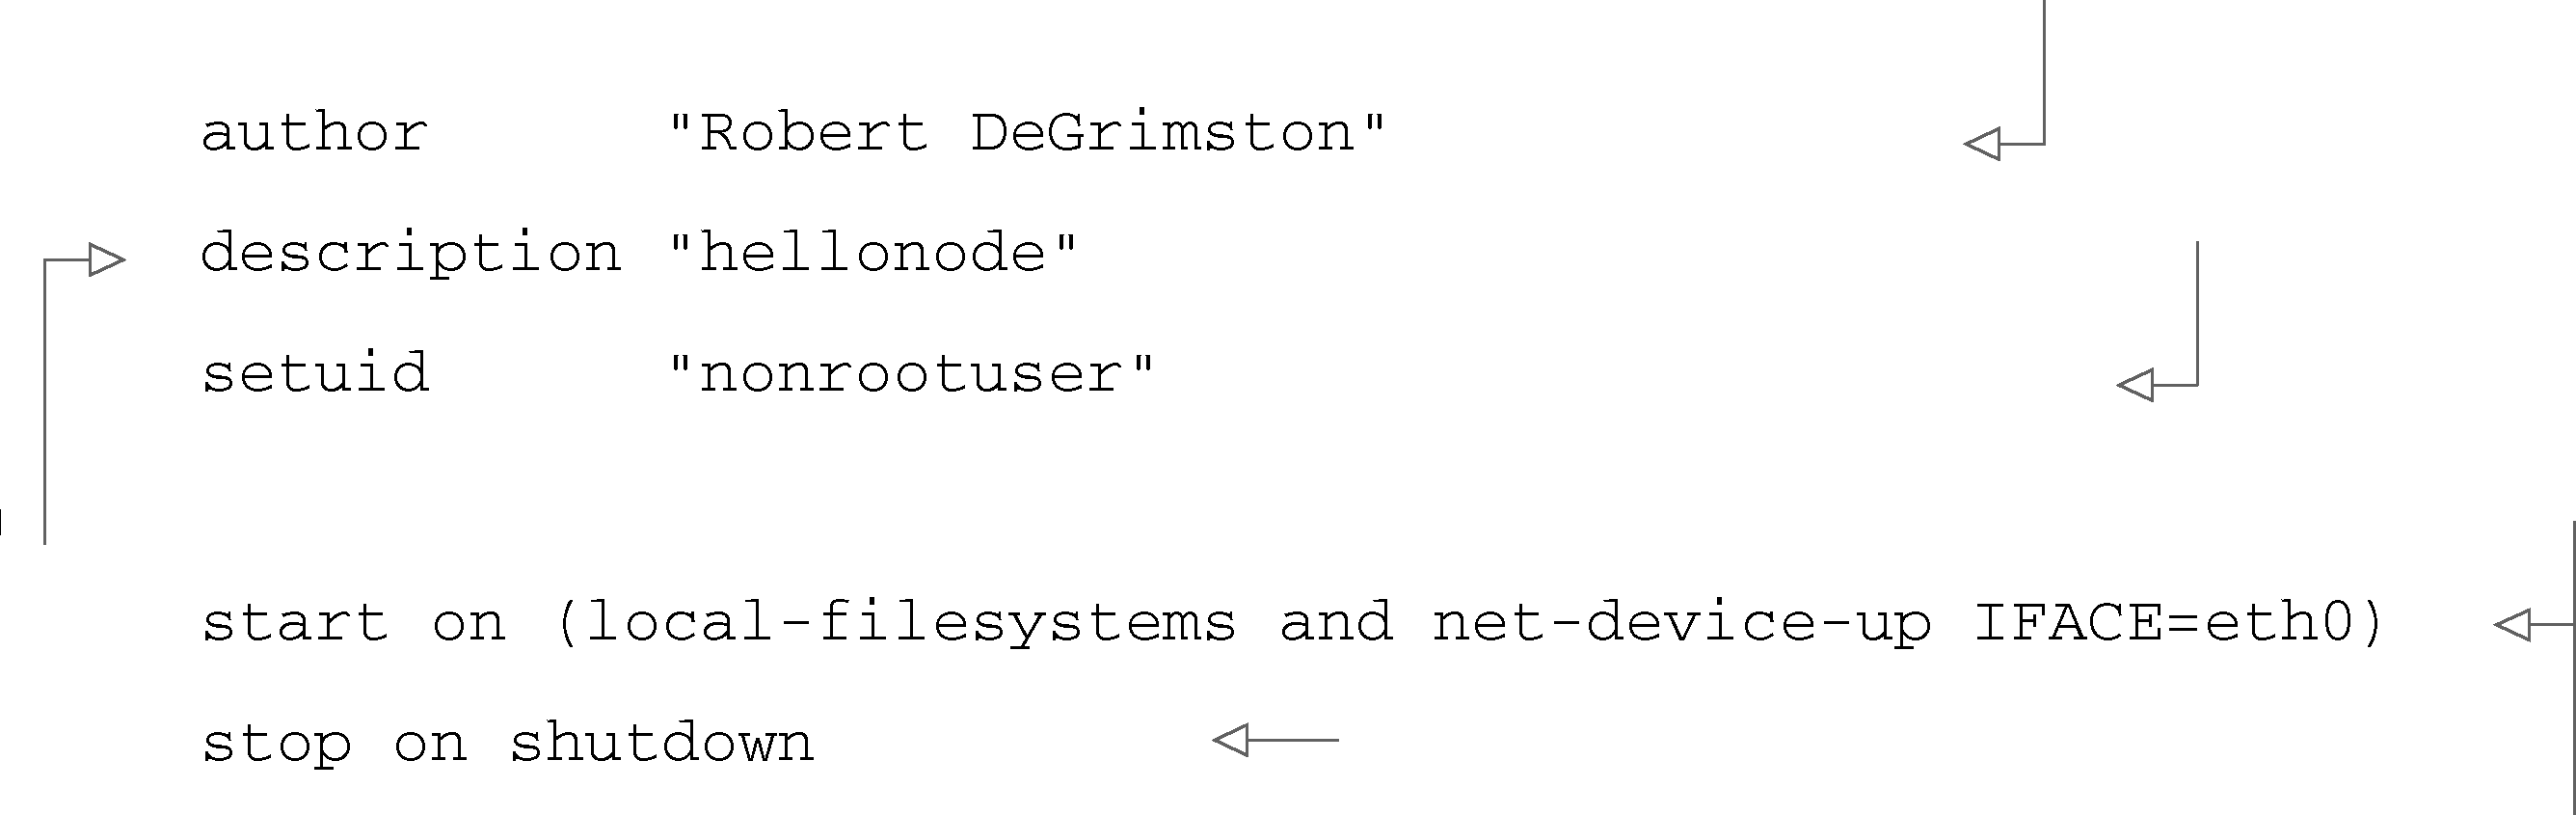 author      "Robert DeGrimston"
description "hellonode"
setuid      "nonrootuser"
start on (local-filesystems and net-device-up IFACE=eth0)
stop on shutdown